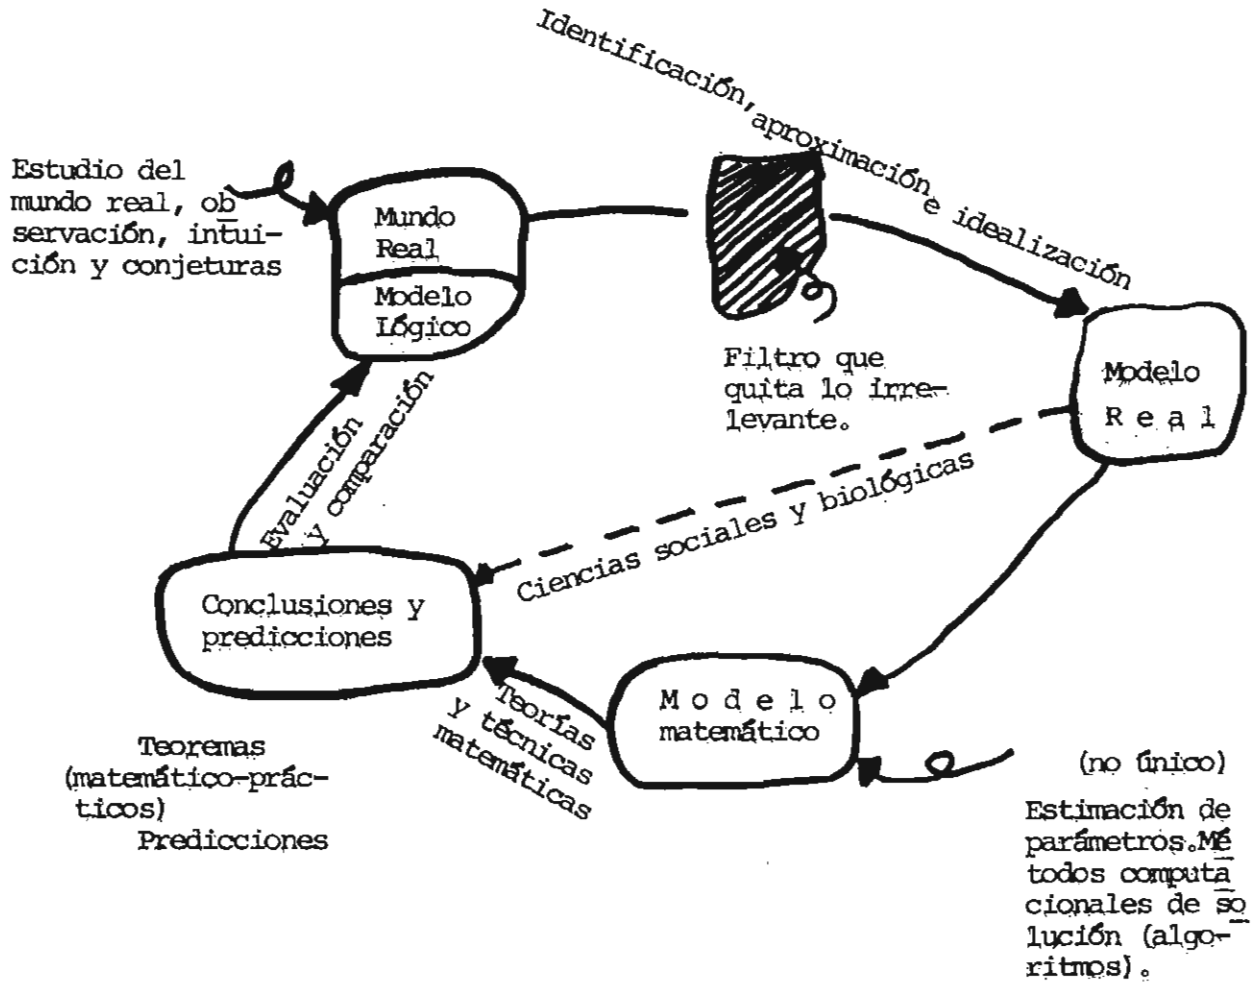 Identificación, aproximación e idealización
Estudio del
mundo real, ob
servación, intui-
ción y conjeturas
Mundo
Real
Modelo
Lógico
Filtro que
quita lo irre-
levante.
Modelo
R e a l
Evaluación
y comparación
Ciencias sociales y biológicas
Conclusiones y
predicciones
Teorías
y técnicas
matemáticas
M o d e l o
matemático
Teoremas
(matemático-prác-
ticos)
Predicciones
(no único)
Estimación de
parámetros.Mé
todos computa
cionales de so
lución (algo-
ritmos).